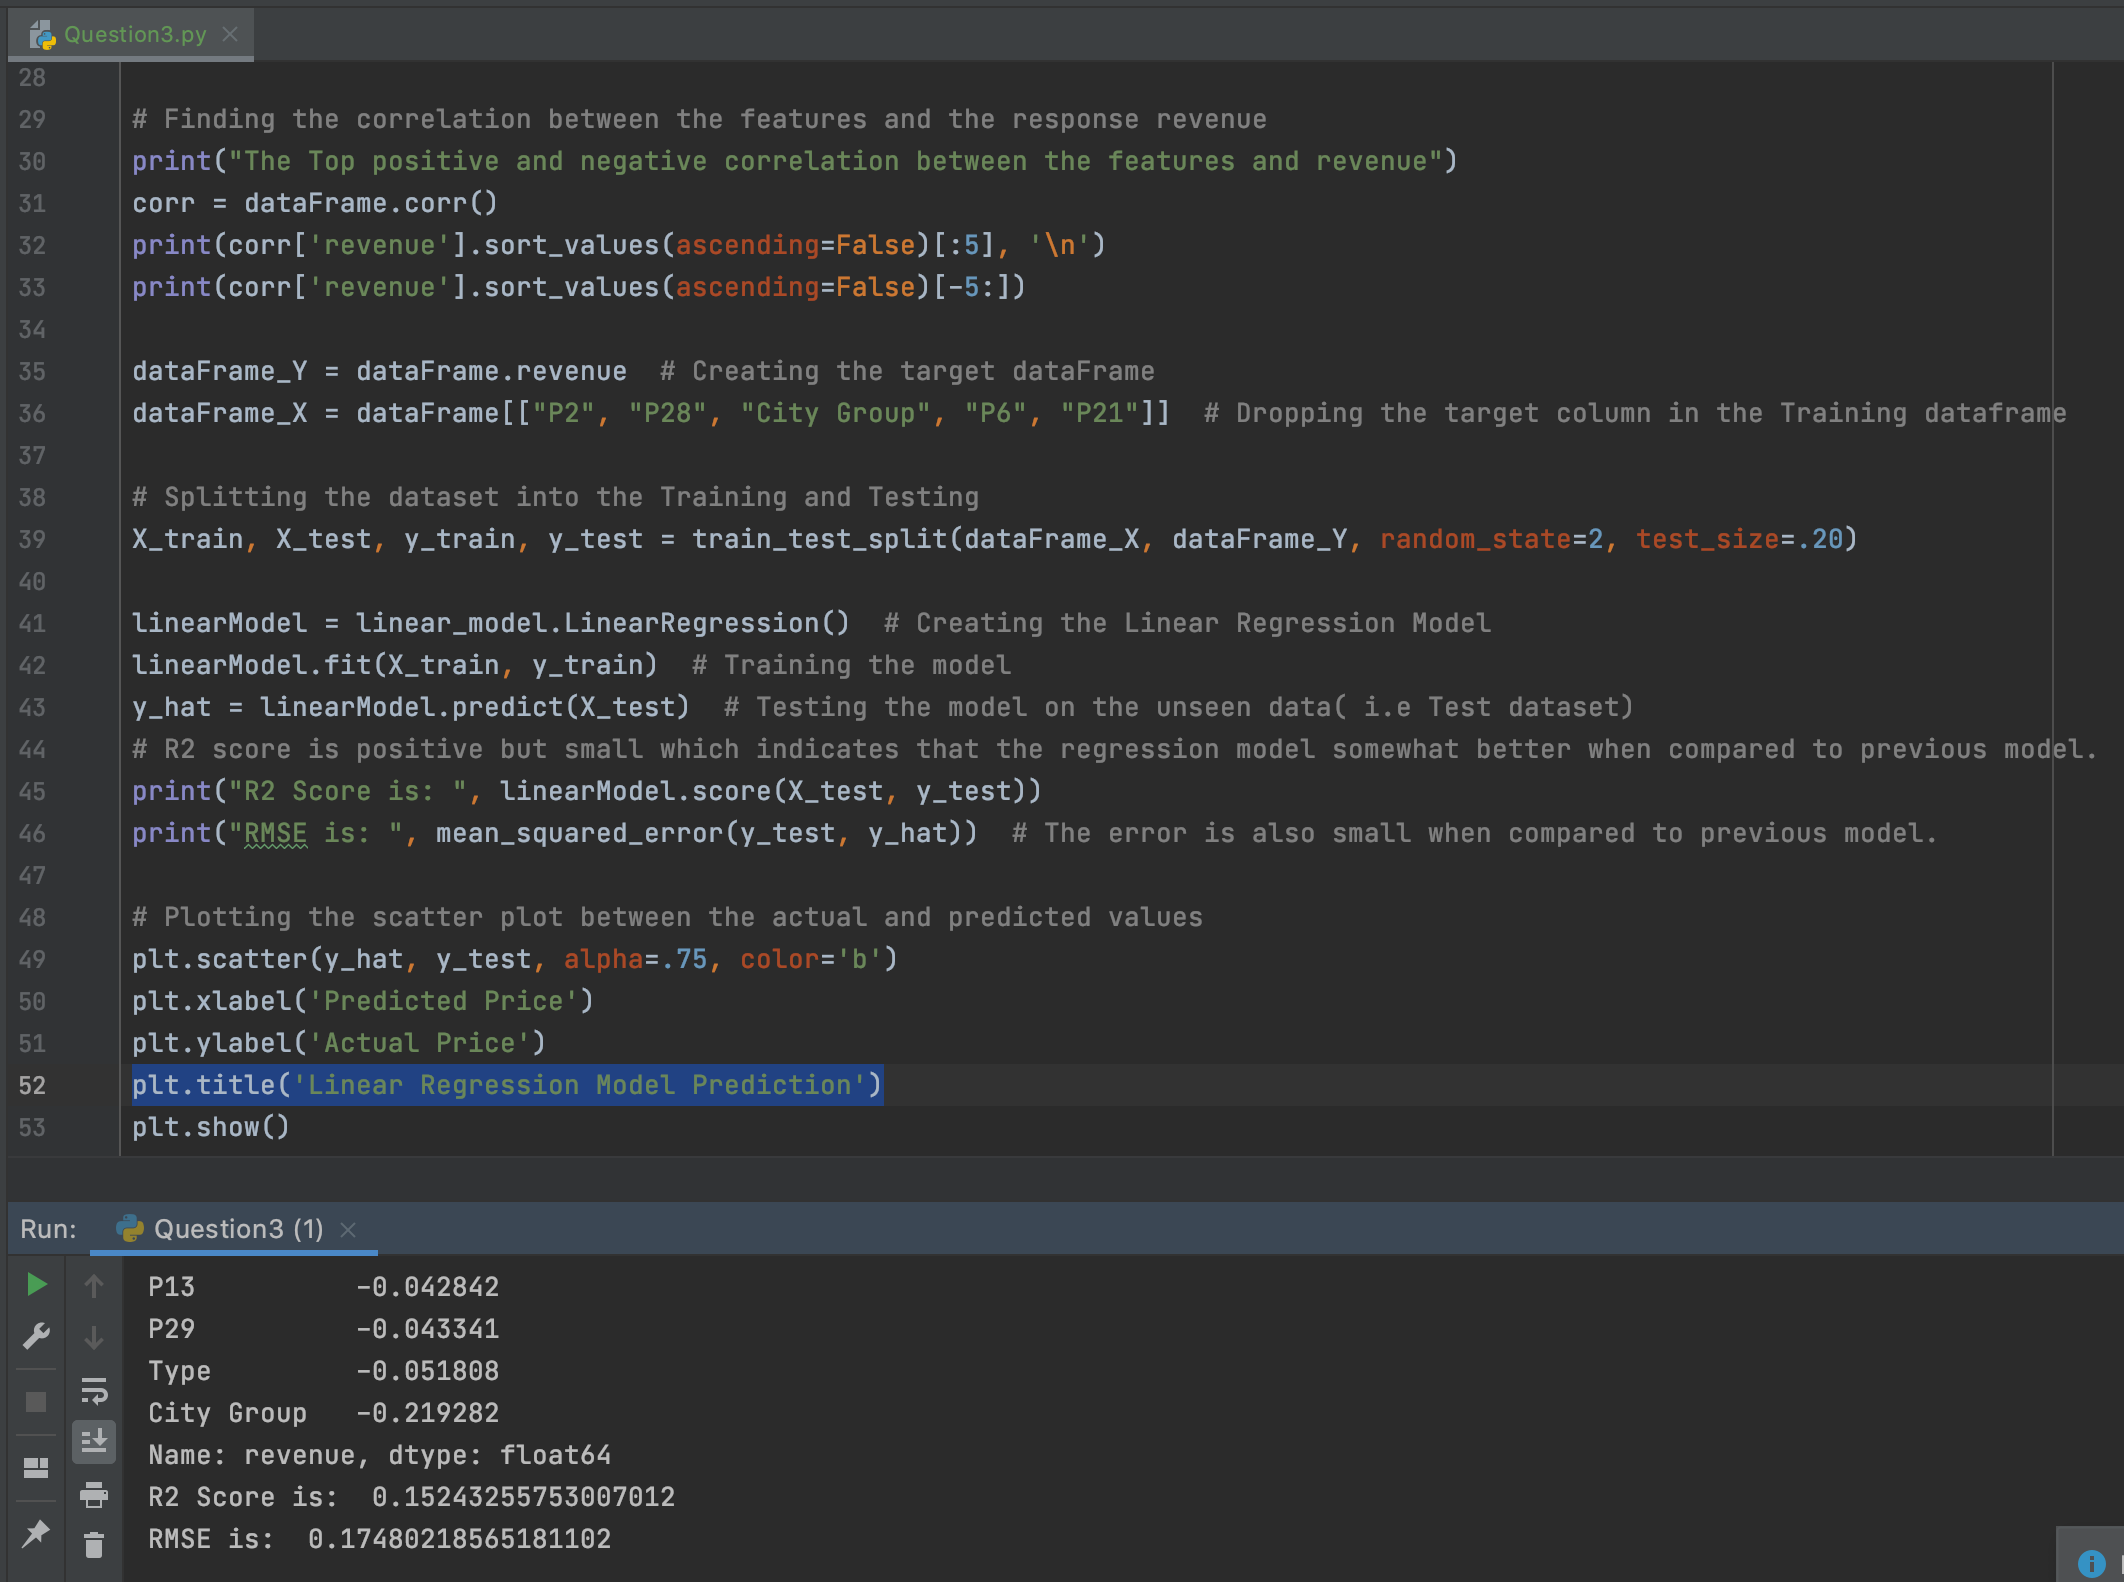 Question3.py
28
29 # Finding the correlation between the features and the response revenue
30 print("The Top positive and negative correlation between the features and revenue")
31 corr = dataFrame.corr()
32 print(corr['revenue'].sort_values(ascending=False)[:5], '\n')
33 print(corr['revenue'].sort_values(ascending=False)[-5:])
34
35 dataFrame_Y = dataFrame.revenue  # Creating the target dataFrame
36 dataFrame_X = dataFrame[["P2", "P28", "City Group", "P6", "P21"]]  # Dropping the target column in the Training dataframe
37
38 # Splitting the dataset into the Training and Testing
39 X_train, X_test, y_train, y_test = train_test_split(dataFrame_X, dataFrame_Y, random_state=2, test_size=.20)
40
41 linearModel = linear_model.LinearRegression()  # Creating the Linear Regression Model
42 linearModel.fit(X_train, y_train)  # Training the model
43 y_hat = linearModel.predict(X_test)  # Testing the model on the unseen data( i.e Test dataset)
44 # R2 score is positive but small which indicates that the regression model somewhat better when compared to previous model.
45 print("R2 Score is: ", linearModel.score(X_test, y_test))
46 print("RMSE is: ", mean_squared_error(y_test, y_hat))  # The error is also small when compared to previous model.
47
48 # Plotting the scatter plot between the actual and predicted values
49 plt.scatter(y_hat, y_test, alpha=.75, color='b')
50 plt.xlabel('Predicted Price')
51 plt.ylabel('Actual Price')
52 plt.title('Linear Regression Model Prediction')
53 plt.show()
Run: Question3 (1)
P13          -0.042842
P29          -0.043341
Type         -0.051808
City Group   -0.219282
Name: revenue, dtype: float64
R2 Score is:  0.15243255753007012
RMSE is:  0.17480218565181102